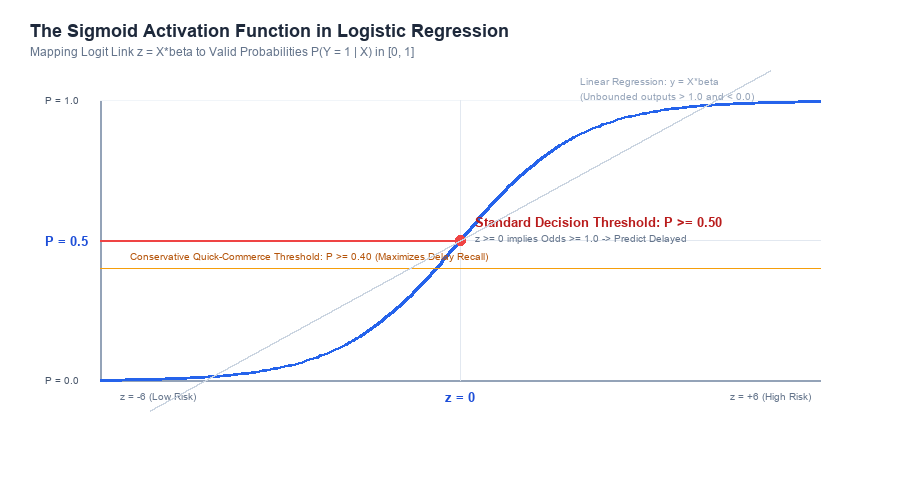 The Sigmoid Activation Function in Logistic Regression
Mapping Logit Link z = X*beta to Valid Probabilities P(Y = 1 | X) in [0, 1]
Linear Regression: y = X*beta
(Unbounded outputs > 1.0 and < 0.0)
P = 1.0
Standard Decision Threshold: P >= 0.50
P = 0.5
z >= 0 implies Odds >= 1.0 -> Predict Delayed
Conservative Quick-Commerce Threshold: P >= 0.40 (Maximizes Delay Recall)
P = 0.0
z = -6 (Low Risk)
z = 0
z = +6 (High Risk)